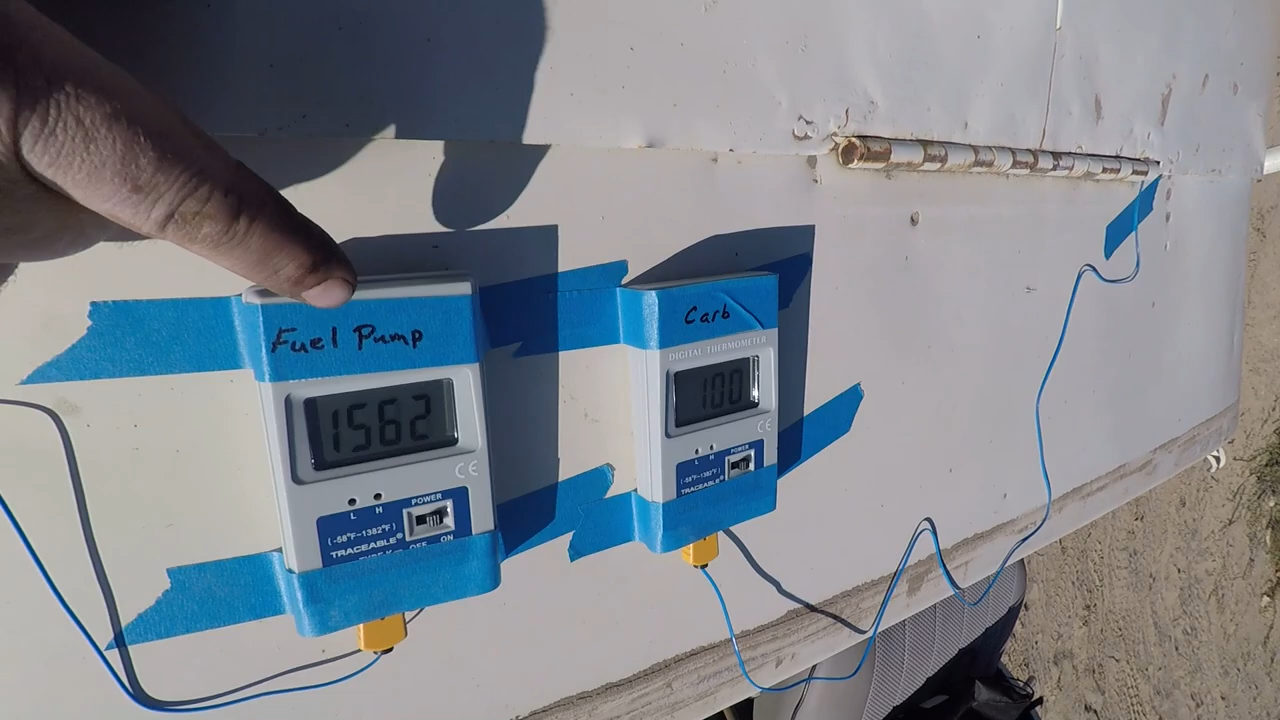 Fuel Pump
1562
CE
L H
POWER
(-58°F-1382°F)
TRACEABLE®
OFF ON
Carb
DIGITAL THERMOMETER
100
CE
L H
POWER
(-58°F-1382°F)
TRACEABLE®